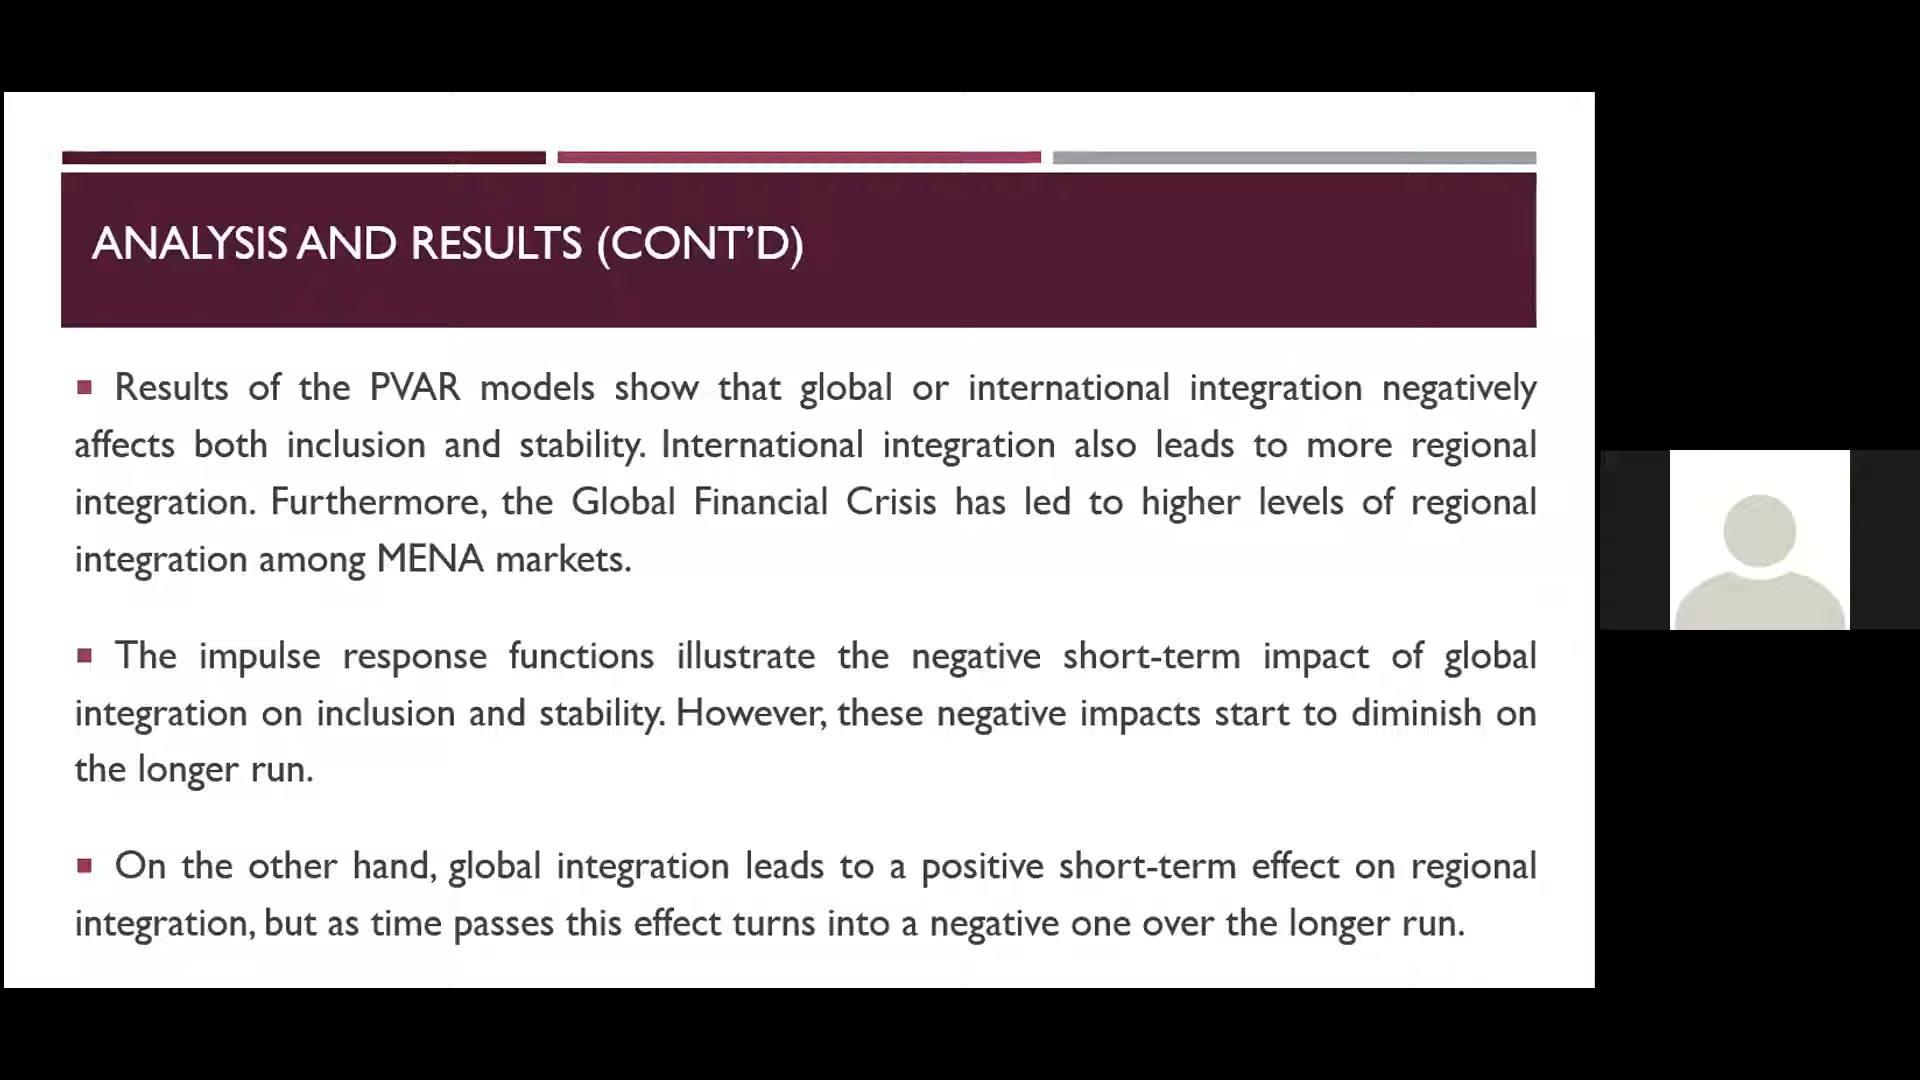 ANALYSIS AND RESULTS (CONT’D)
▪ Results of the PVAR models show that global or international integration negatively
affects both inclusion and stability. International integration also leads to more regional
integration. Furthermore, the Global Financial Crisis has led to higher levels of regional
integration among MENA markets.
▪ The impulse response functions illustrate the negative short-term impact of global
integration on inclusion and stability. However, these negative impacts start to diminish on
the longer run.
▪ On the other hand, global integration leads to a positive short-term effect on regional
integration, but as time passes this effect turns into a negative one over the longer run.